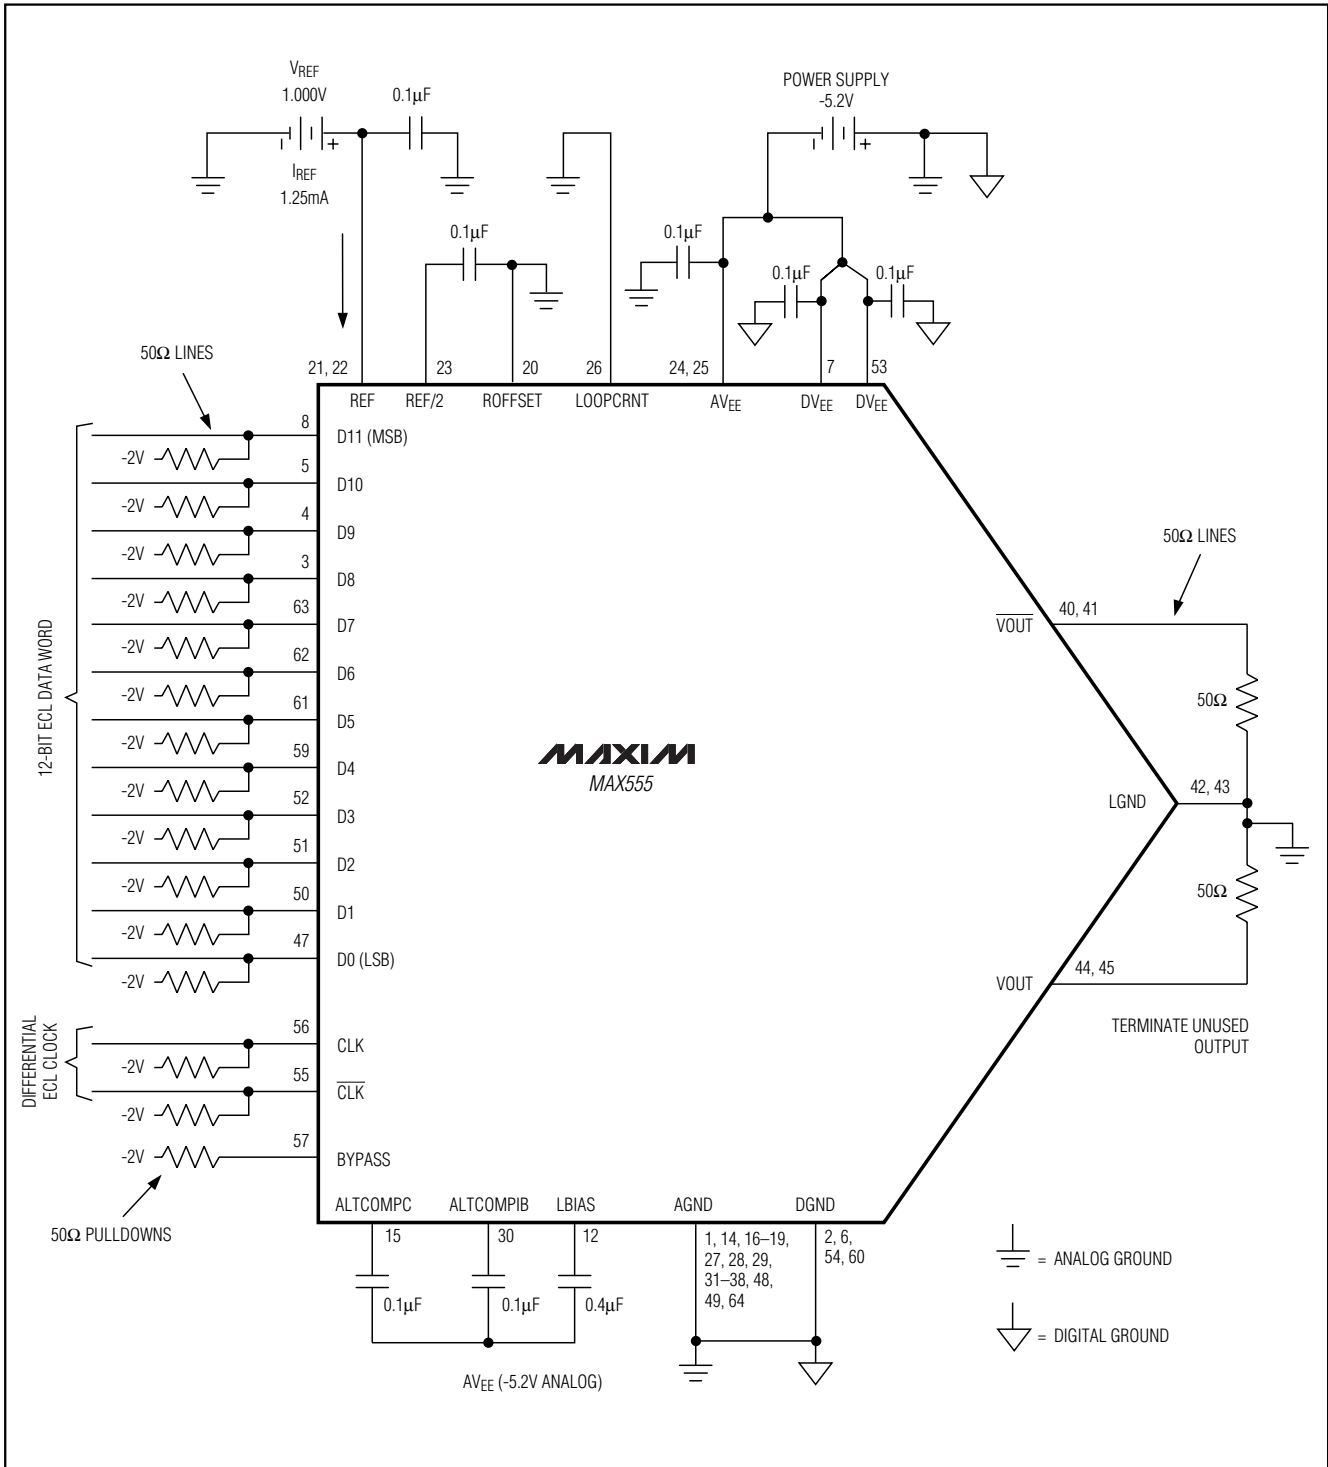 VREF
1.000V
0.1µF
IREF
1.25mA
POWER SUPPLY
-5.2V
0.1µF
0.1µF
0.1µF
0.1µF
50Ω LINES
21, 22
23
20
26
24, 25
7
53
REF
REF/2
ROFFSET
LOOPCRNT
AVEE
DVEE
DVEE
12-BIT ECL DATA WORD
8
D11 (MSB)
-2V
5
D10
-2V
4
D9
-2V
3
D8
-2V
63
D7
-2V
62
D6
-2V
61
D5
-2V
59
D4
-2V
52
D3
-2V
51
D2
-2V
50
D1
-2V
47
D0 (LSB)
-2V
DIFFERENTIAL
ECL CLOCK
56
CLK
-2V
55
CLK
-2V
57
-2V
BYPASS
50Ω PULLDOWNS
MAXIM
MAX555
50Ω LINES
VOUT
40, 41
50Ω
LGND
42, 43
50Ω
VOUT
44, 45
TERMINATE UNUSED
OUTPUT
ALTCOMPC
ALTCOMPIB
LBIAS
AGND
DGND
15
30
12
1, 14, 16–19,
27, 28, 29,
31–38, 48,
49, 64
2, 6,
54, 60
0.1µF
0.1µF
0.4µF
AVEE (-5.2V ANALOG)
= ANALOG GROUND
= DIGITAL GROUND